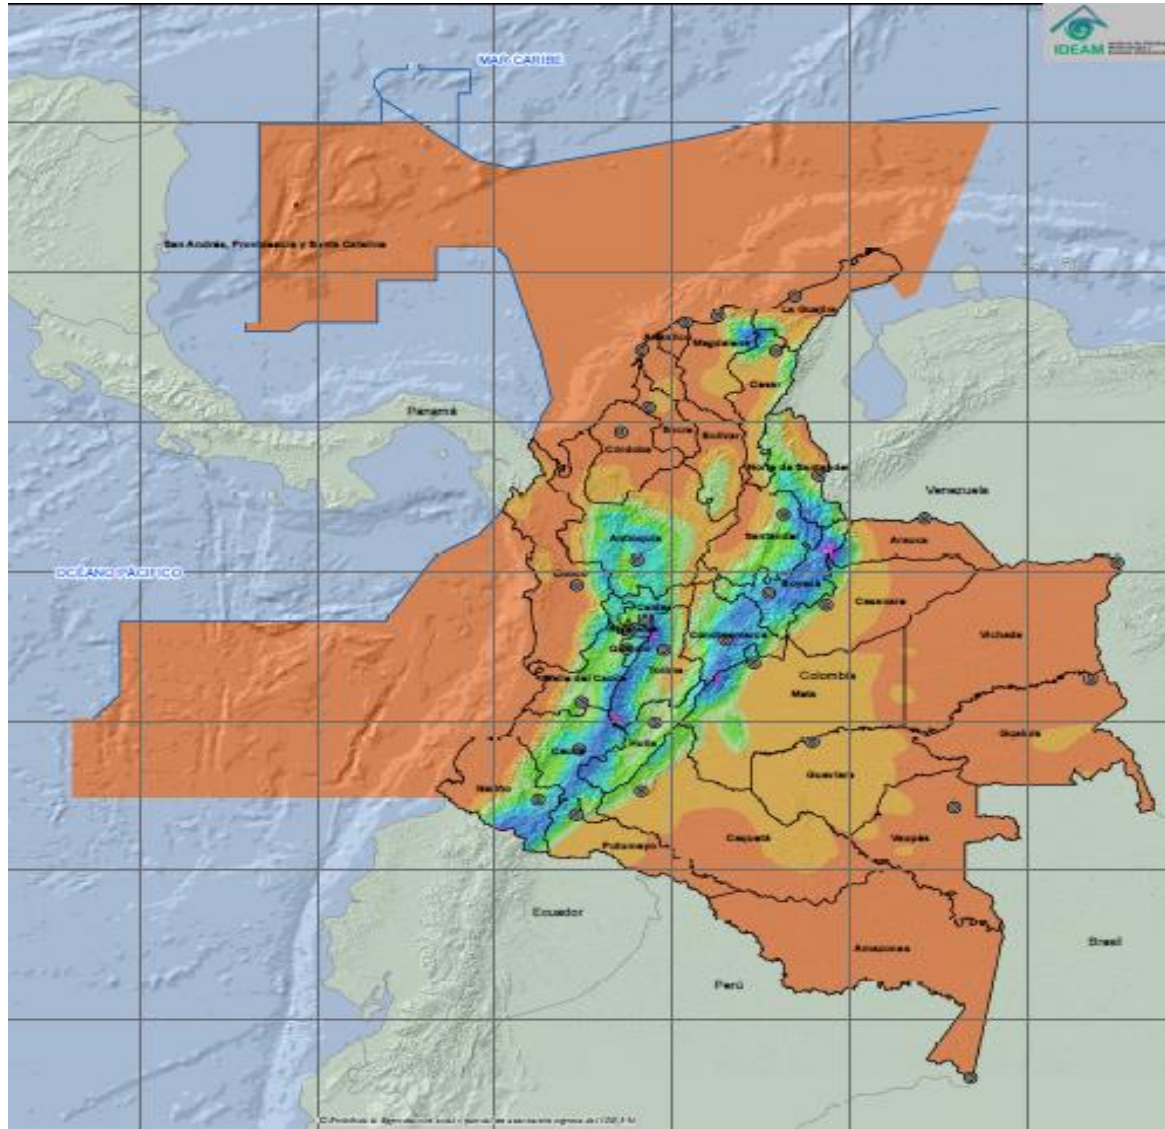 IDEAM
MAR CARIBE
San Andrés, Providencia y Santa Catalina
La Guajira
Atlántico
Magdalena
Cesar
Panamá
Sucre
Bolívar
Córdoba
Norte de Santander
Venezuela
Antioquia
Santander
Arauca
OCÉANO PACÍFICO
Chocó
Boyacá
Casanare
Caldas
Cundinamarca
Vichada
Quindío
Tolima
Valle del Cauca
Colombia
Meta
Guainía
Cauca
Huila
Guaviare
Nariño
Caquetá
Vaupés
Putumayo
Ecuador
Amazonas
Brasil
Perú